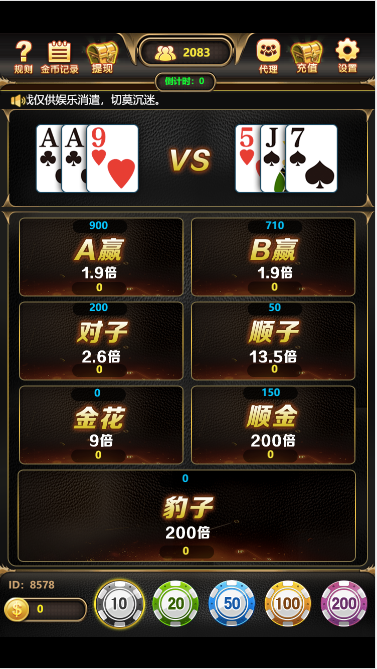 2083
规则
金币记录
提现
代理
充值
设置
倒计时：0
戏仅供娱乐消遣，切莫沉迷。
A A 9
VS
5 J 7
900
A赢
1.9倍
0
710
B赢
1.9倍
0
200
对子
2.6倍
0
50
顺子
13.5倍
0
0
金花
9倍
0
150
顺金
200倍
0
0
豹子
200倍
0
ID: 8578
$ 0
10
20
50
100
200